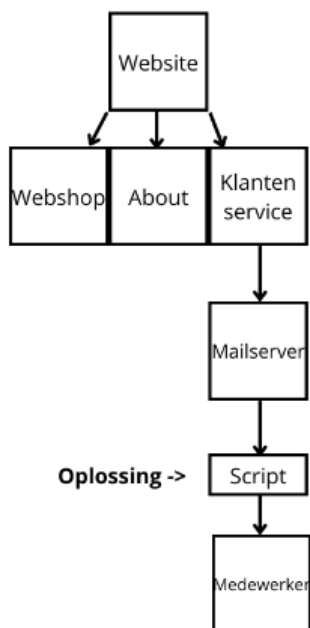 Website
Webshop
About
Klanten
service
Mailserver
Oplossing ->
Script
Medewerker